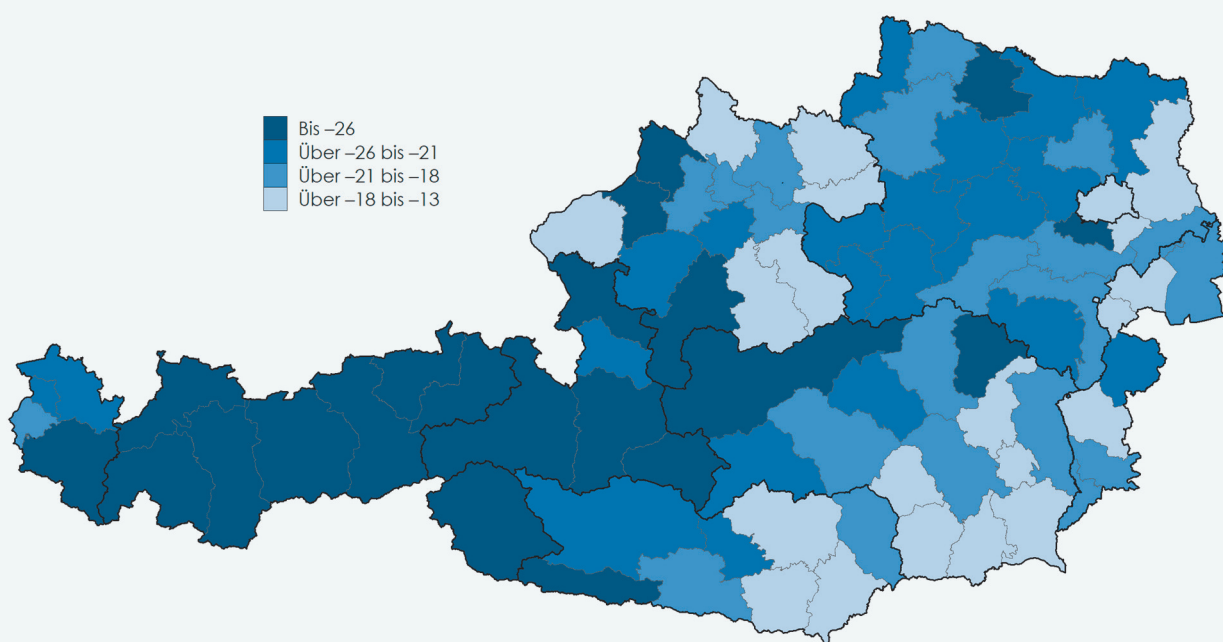 Bis –26
Über –26 bis –21
Über –21 bis –18
Über –18 bis –13